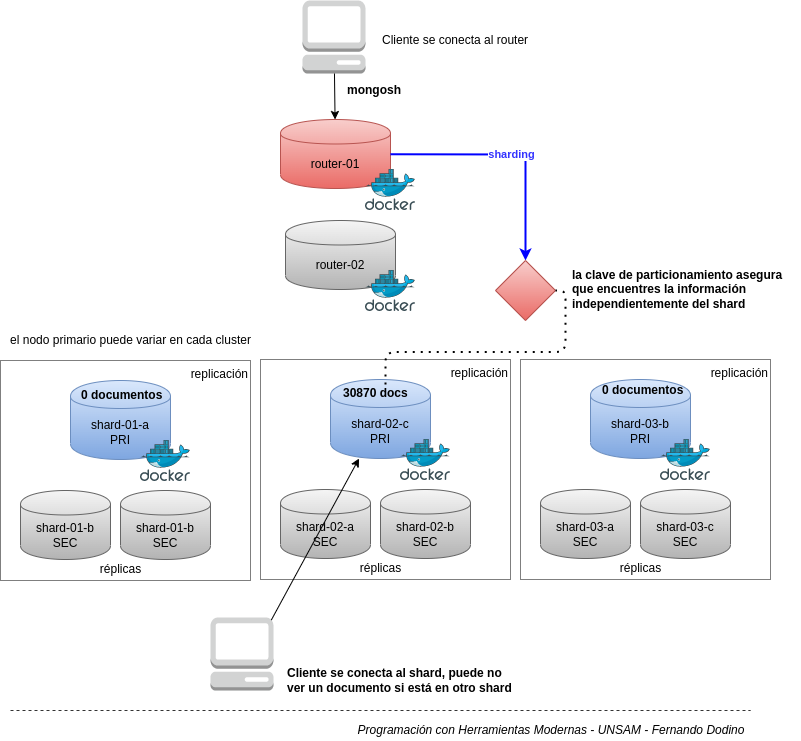 Cliente se conecta al router
mongosh
router-01
sharding
docker
router-02
docker
la clave de particionamiento asegura
que encuentres la información
independientemente del shard
el nodo primario puede variar en cada cluster
replicación
0 documentos
shard-01-a
PRI
docker
shard-01-b
SEC
shard-01-b
SEC
réplicas
replicación
30870 docs
shard-02-c
PRI
docker
shard-02-a
SEC
shard-02-b
SEC
réplicas
replicación
0 documentos
shard-03-b
PRI
docker
shard-03-a
SEC
shard-03-c
SEC
réplicas
Cliente se conecta al shard, puede no
ver un documento si está en otro shard
Programación con Herramientas Modernas - UNSAM - Fernando Dodino